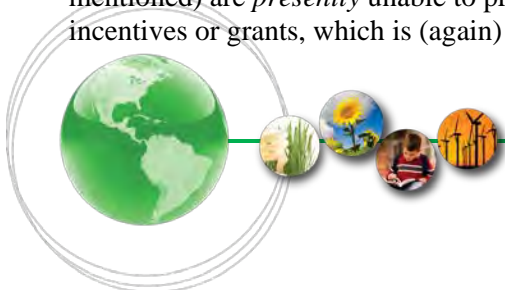 mentioned) are presently unable to
incentives or grants, which is (again)